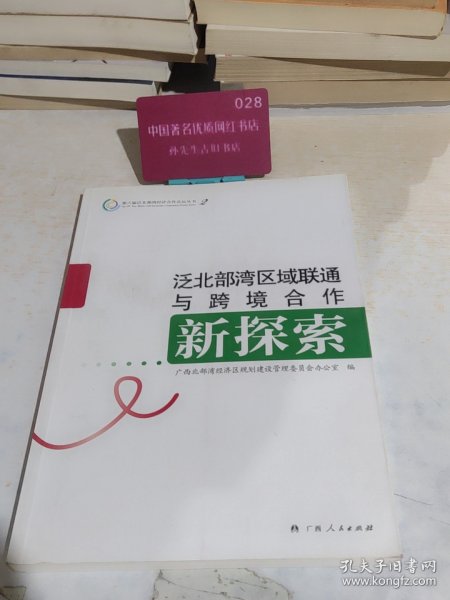 028
中国著名优质网红书店
孙先生古旧书店
泛北部湾区域联通
与跨境合作
新探索
广西北部湾经济区规划建设管理委员会办公室 编
广西人民出版社
孔夫子旧书网
www.kongfz.com